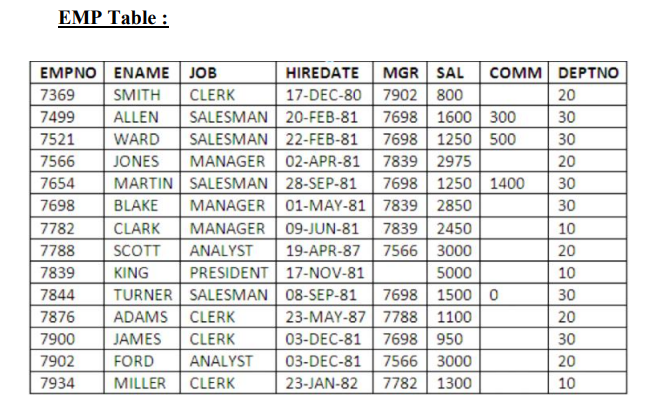 EMP Table :
EMPNO ENAME JOB HIREDATE MGR SAL COMM DEPTNO
7369 SMITH CLERK 17-DEC-80 7902 800 20
7499 ALLEN SALESMAN 20-FEB-81 7698 1600 300 30
7521 WARD SALESMAN 22-FEB-81 7698 1250 500 30
7566 JONES MANAGER 02-APR-81 7839 2975 20
7654 MARTIN SALESMAN 28-SEP-81 7698 1250 1400 30
7698 BLAKE MANAGER 01-MAY-81 7839 2850 30
7782 CLARK MANAGER 09-JUN-81 7839 2450 10
7788 SCOTT ANALYST 19-APR-87 7566 3000 20
7839 KING PRESIDENT 17-NOV-81 5000 10
7844 TURNER SALESMAN 08-SEP-81 7698 1500 0 30
7876 ADAMS CLERK 23-MAY-87 7788 1100 20
7900 JAMES CLERK 03-DEC-81 7698 950 30
7902 FORD ANALYST 03-DEC-81 7566 3000 20
7934 MILLER CLERK 23-JAN-82 7782 1300 10